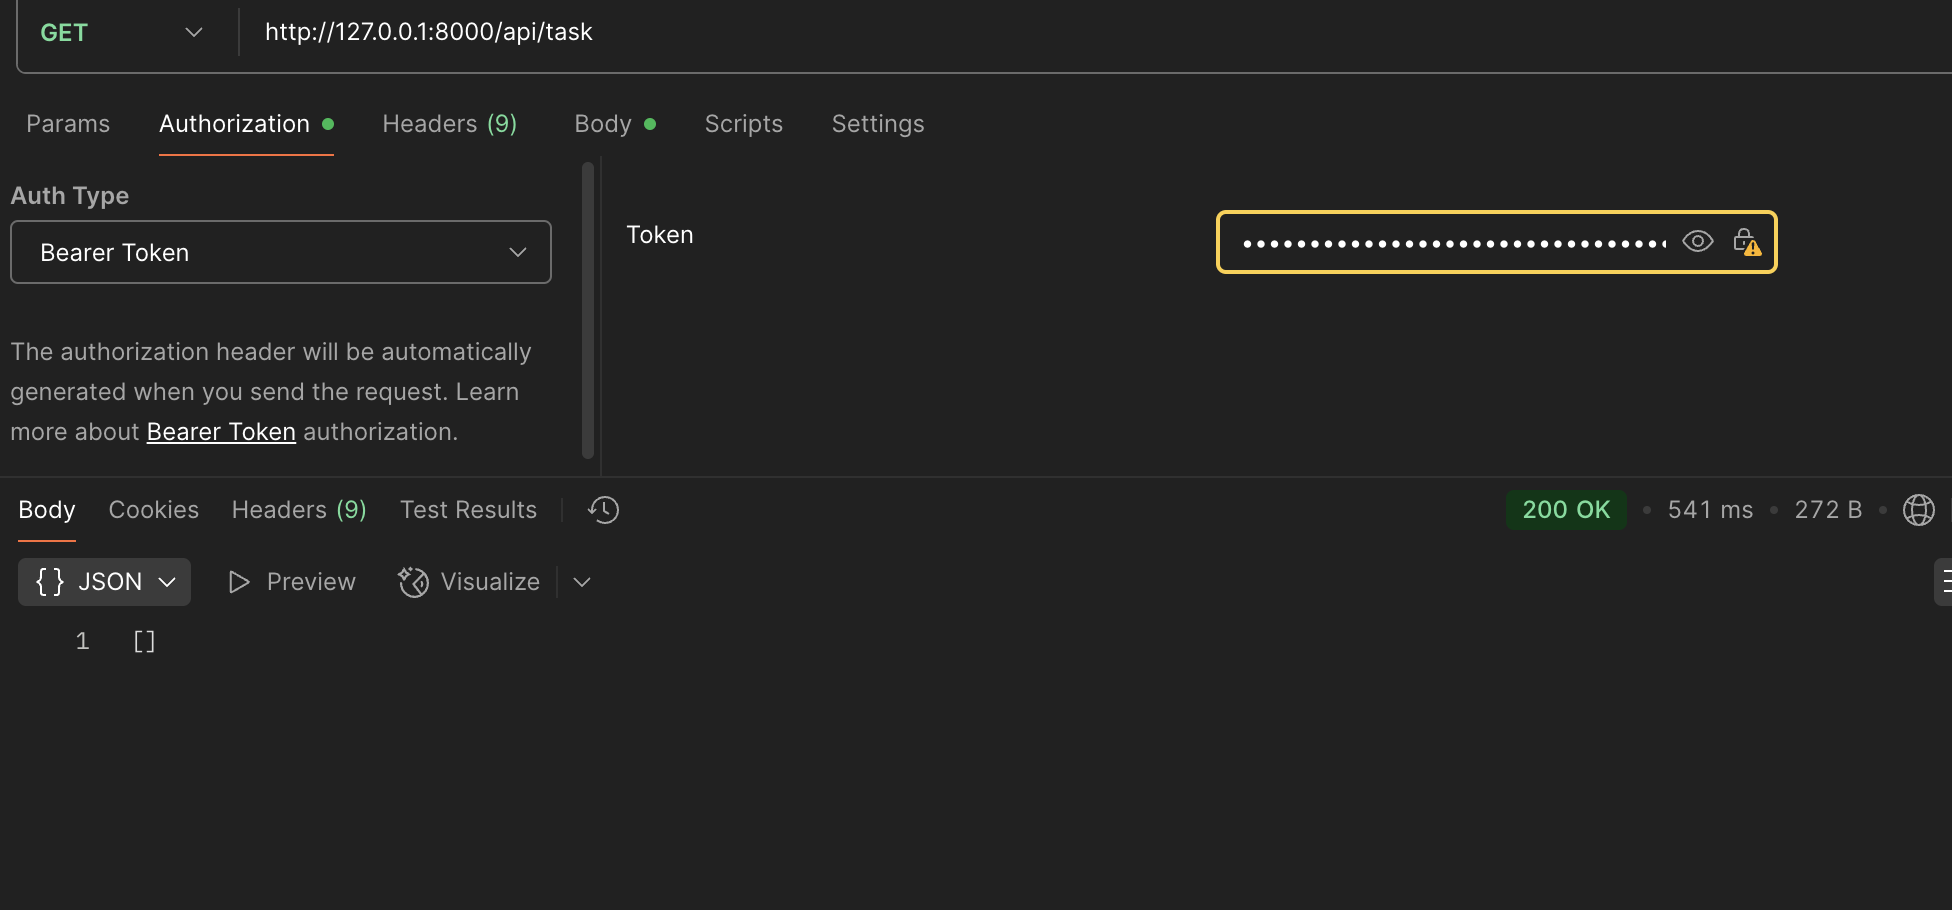 GET http://127.0.0.1:8000/api/task
Params Authorization Headers (9) Body Scripts Settings
Auth Type
Bearer Token
Token
The authorization header will be automatically
generated when you send the request. Learn
more about Bearer Token authorization.
Body Cookies Headers (9) Test Results 200 OK • 541 ms • 272 B •
{} JSON Preview Visualize
1 []